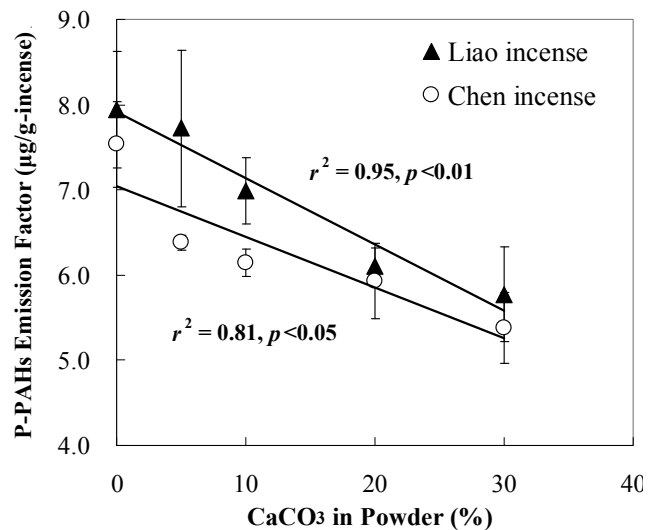 9.0
8.0
7.0
6.0
5.0
4.0
P-PAHs Emission Factor (μg/g-incense)
Liao incense
Chen incense
r² = 0.95, p<0.01
r² = 0.81, p<0.05
0 10 20 30 40
CaCO₃ in Powder (%)